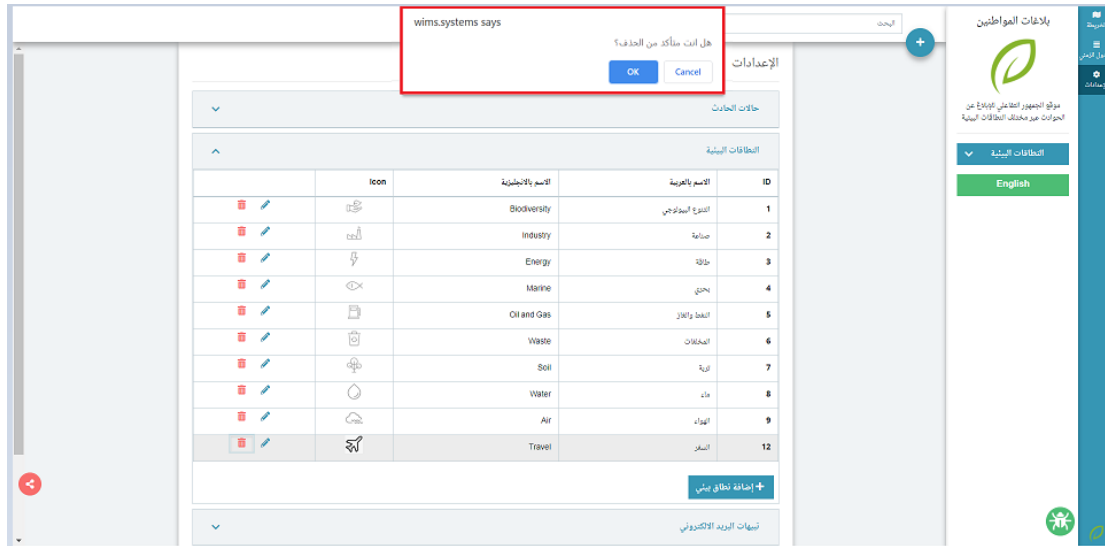 wims.systems says
هل انت متأكد من الحذف؟
OK
Cancel
البحث
بلاغات المواطنين
موقع الجمهور التفاعلي للإبلاغ عن
الحوادث عبر مختلف النطاقات البيئية
النطاقات البيئية
English
الإعدادات
حالات الحادث
النطاقات البيئية
ID الاسم بالعربية الاسم بالانجليزية Icon
1 التنوع البيولوجي Biodiversity
2 صناعة Industry
3 طاقة Energy
4 بحري Marine
5 النفط والغاز Oil and Gas
6 المخلفات Waste
7 تربة Soil
8 ماء Water
9 الهواء Air
12 السفر Travel
+ إضافة نطاق بيئي
تنبيهات البريد الالكتروني